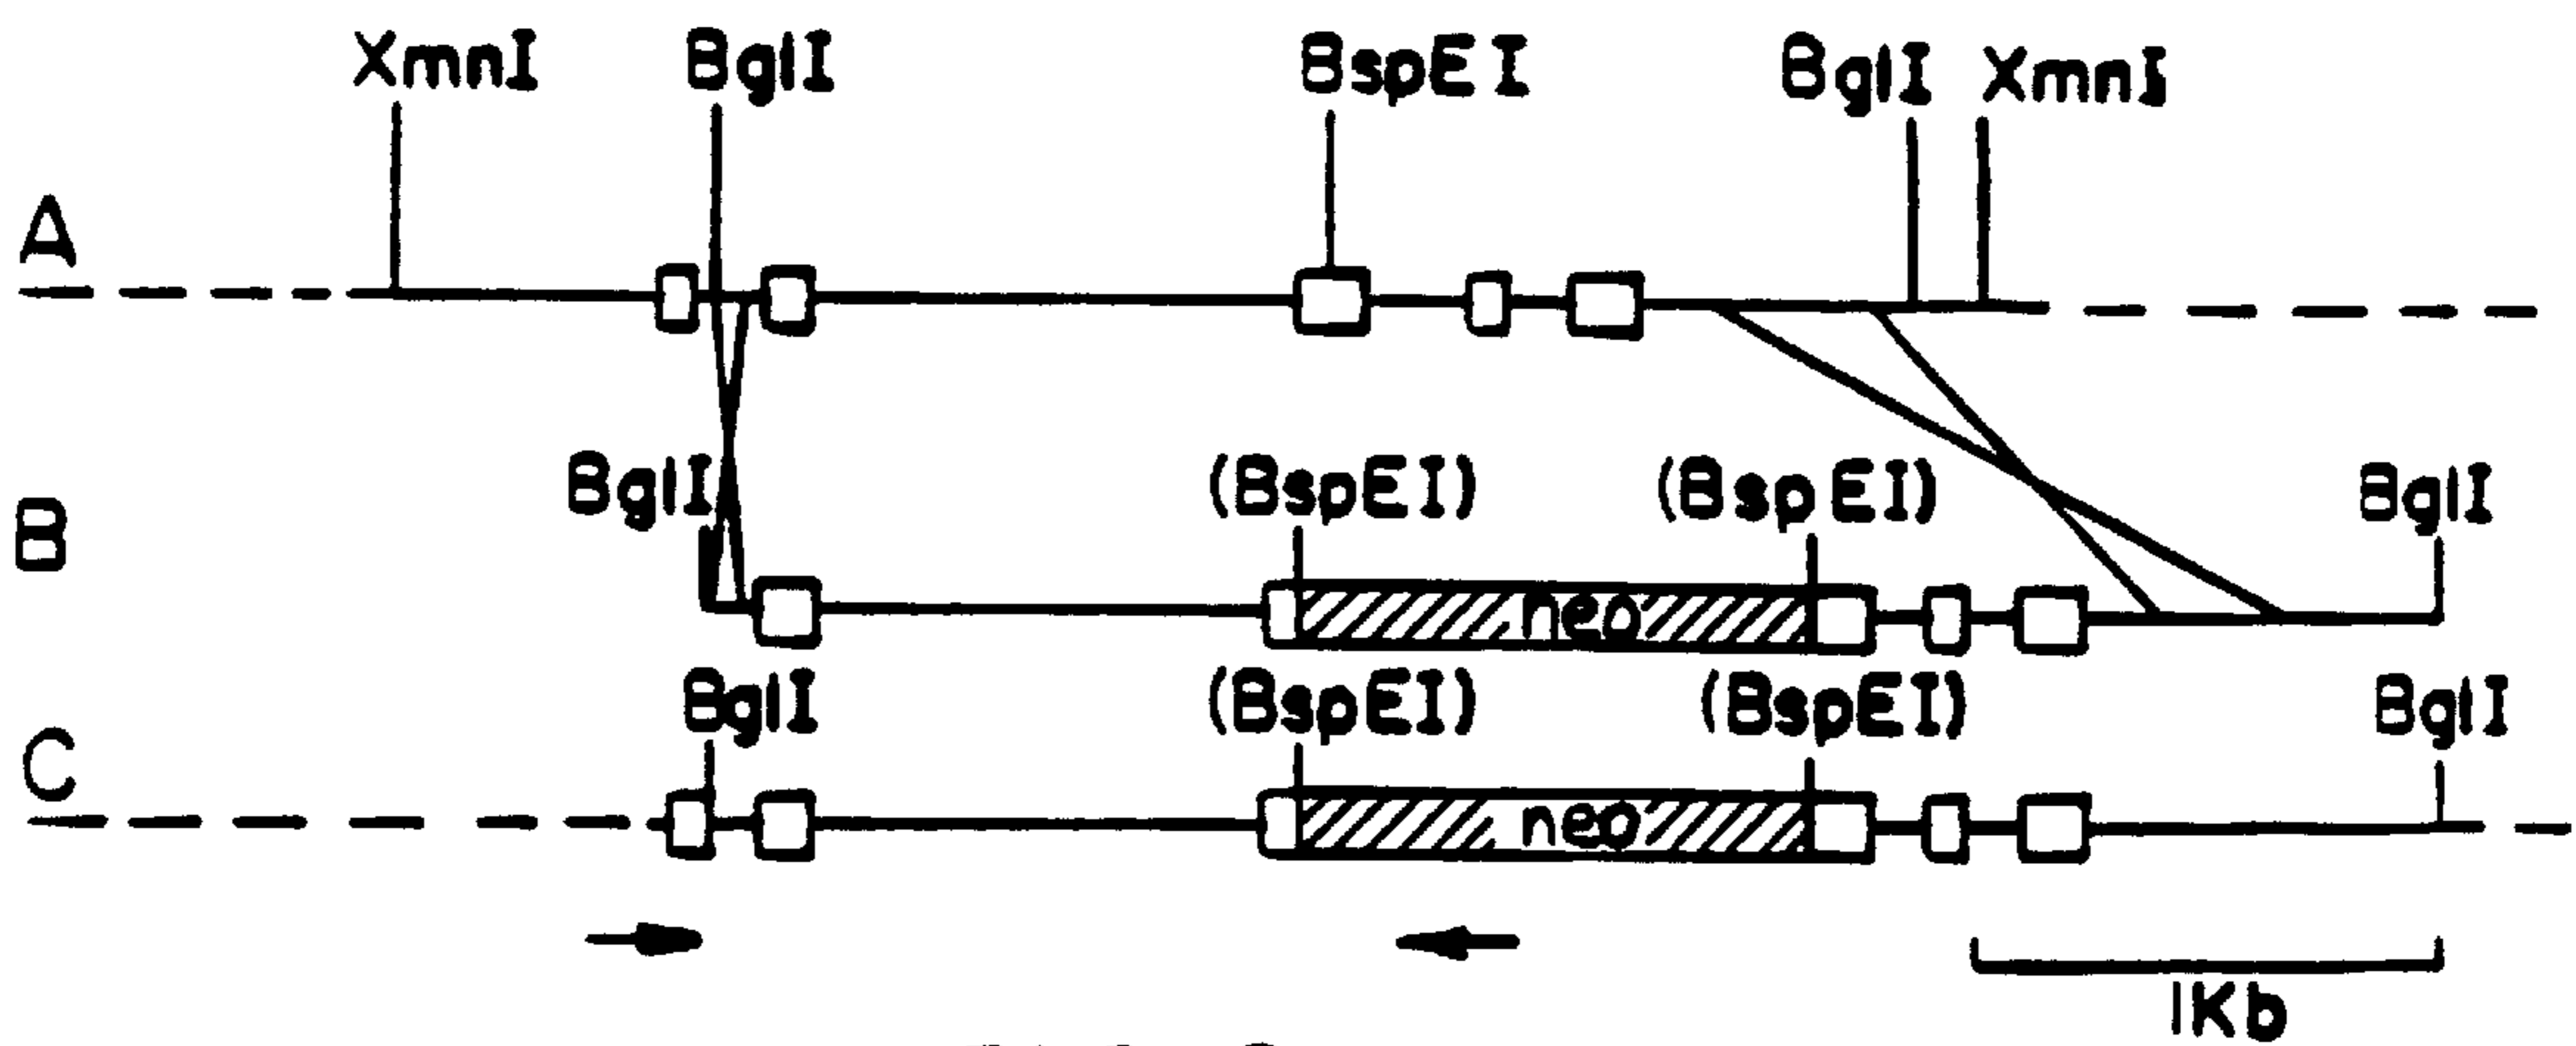 XmnI BglI BspEI BglI XmnI
A
BglI (BspEI) (BspEI) BglI
B
neo
BglI (BspEI) (BspEI) BglI
C
neo
1Kb